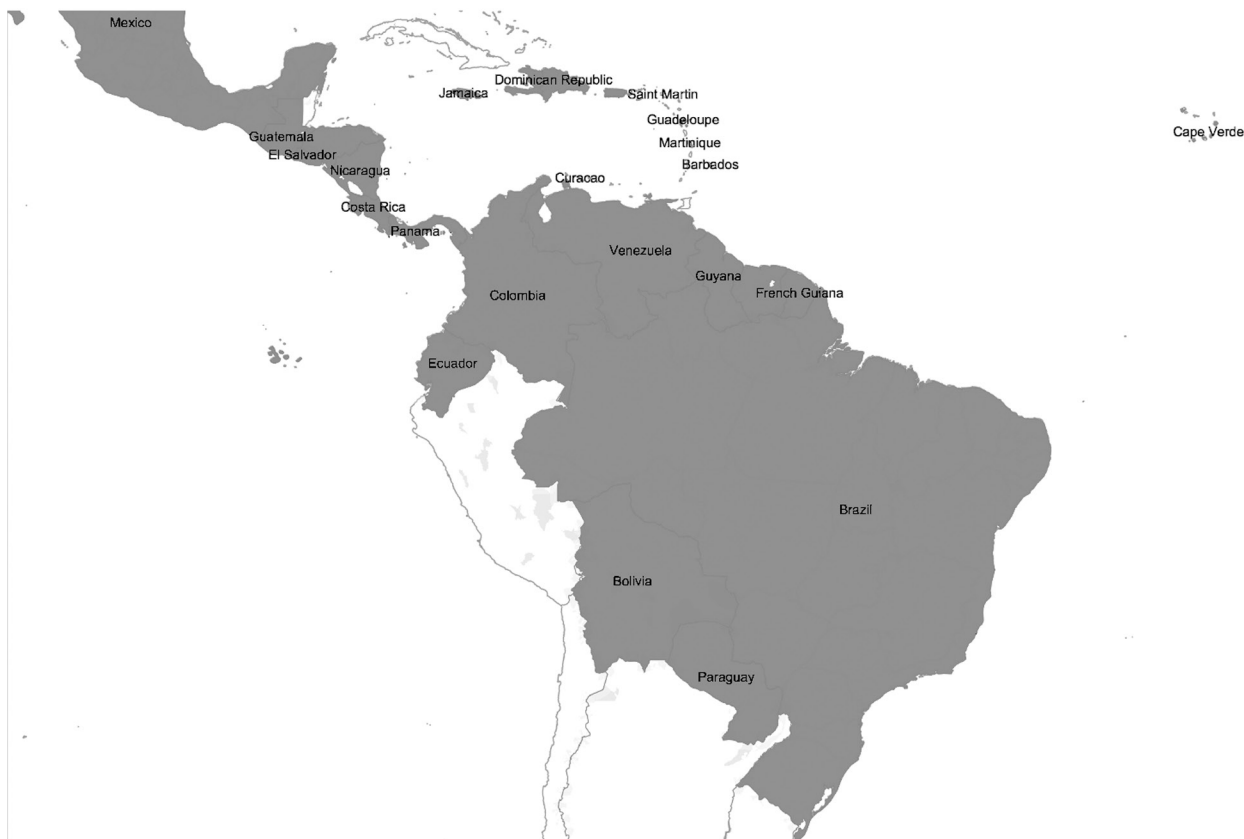 Mexico
Dominican Republic
Jamaica
Saint Martin
Guadeloupe
Cape Verde
Guatemala
Martinique
El Salvador
Barbados
Nicaragua
Curacao
Costa Rica
Panama
Venezuela
Guyana
Colombia
French Guiana
Ecuador
Brazil
Bolivia
Paraguay